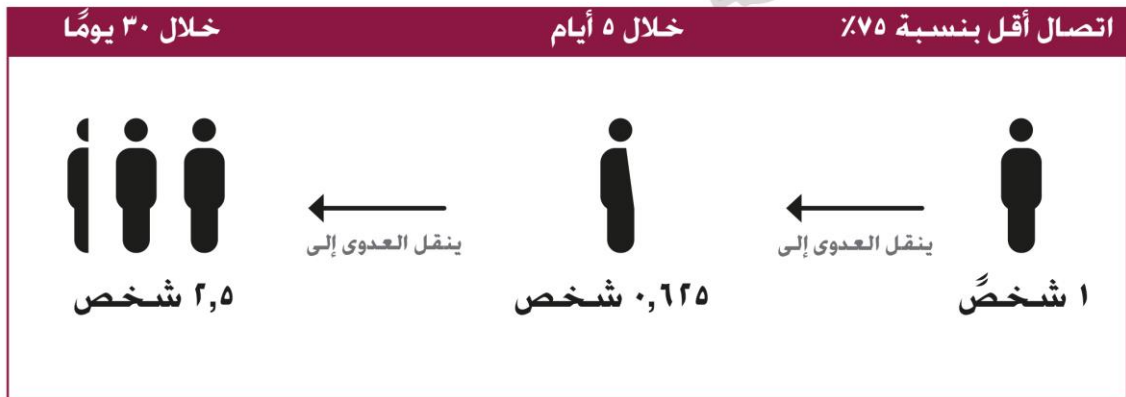 اتصال أقل بنسبة ٧٥٪
خلال ٥ أيام
خلال ٣٠ يومًا
ينقل العدوى إلى
ينقل العدوى إلى
١ شخصً
٠,٦٢٥ شخص
٢,٥ شخص